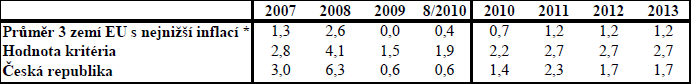 2007 2008 2009 8/2010 2010 2011 2012 2013
Průměr 3 zemí EU s nejnižší inflací * 1,3 2,6 0,0 0,4 0,7 1,2 1,2 1,2
Hodnota kritéria 2,8 4,1 1,5 1,9 2,2 2,7 2,7 2,7
Česká republika 3,0 6,3 0,6 0,6 1,4 2,3 1,7 1,7